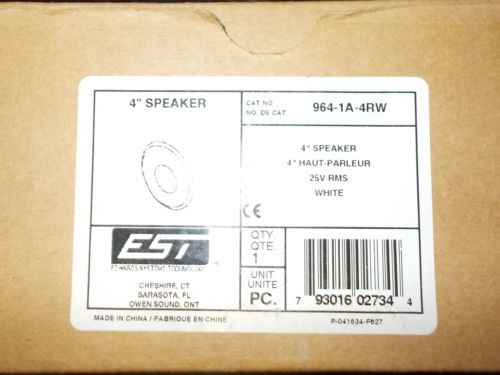 4" SPEAKER
CAT.NO
NO. DE CAT.
964-1A-4RW
4" SPEAKER
4" HAUT-PARLEUR
25V RMS
WHITE
CE
EST
EDWARDS SYSTEMS TECHNOLOGY
CHESHIRE, CT
SARASOTA, FL
OWEN SOUND, ONT
QTY.
QTE.
1
UNIT
UNITE
PC.
7 93016 02734 4
MADE IN CHINA / FABRIQUE EN CHINE
P-041634-F627